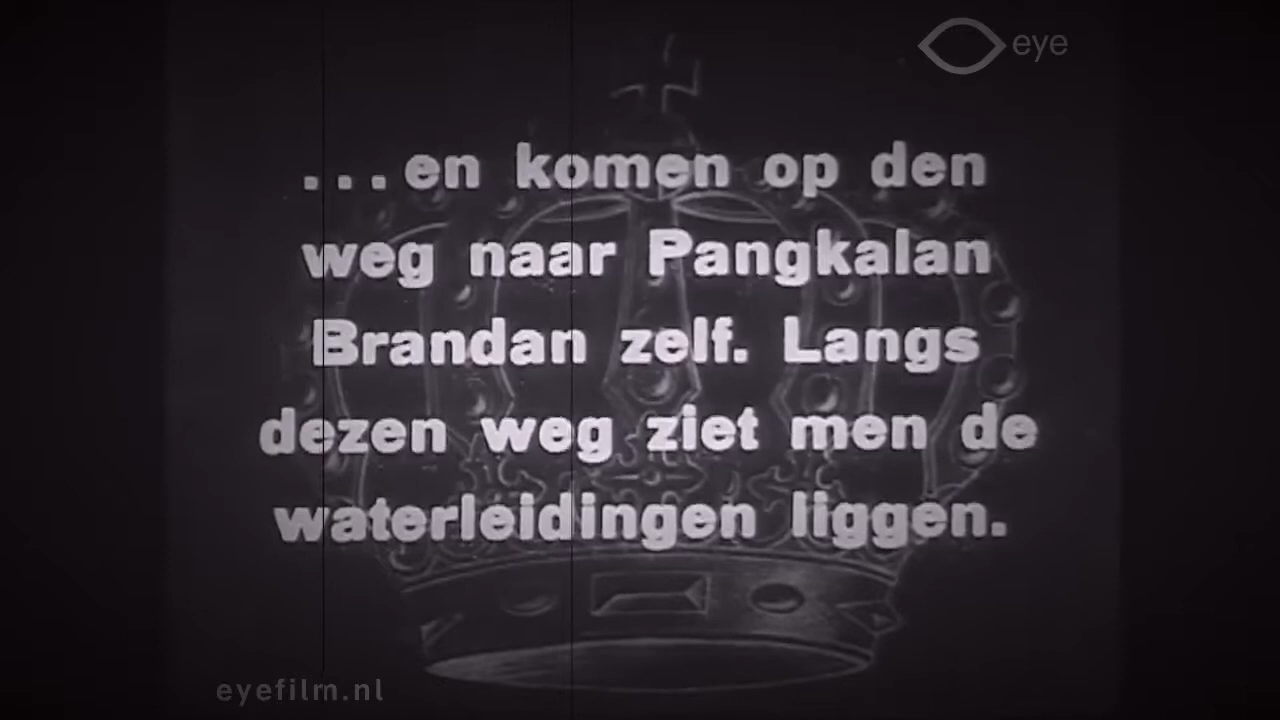 eye
...en komen op den
weg naar Pangkalan
Brandan zelf. Langs
dezen weg ziet men de
waterleidingen liggen.
eyefilm.nl